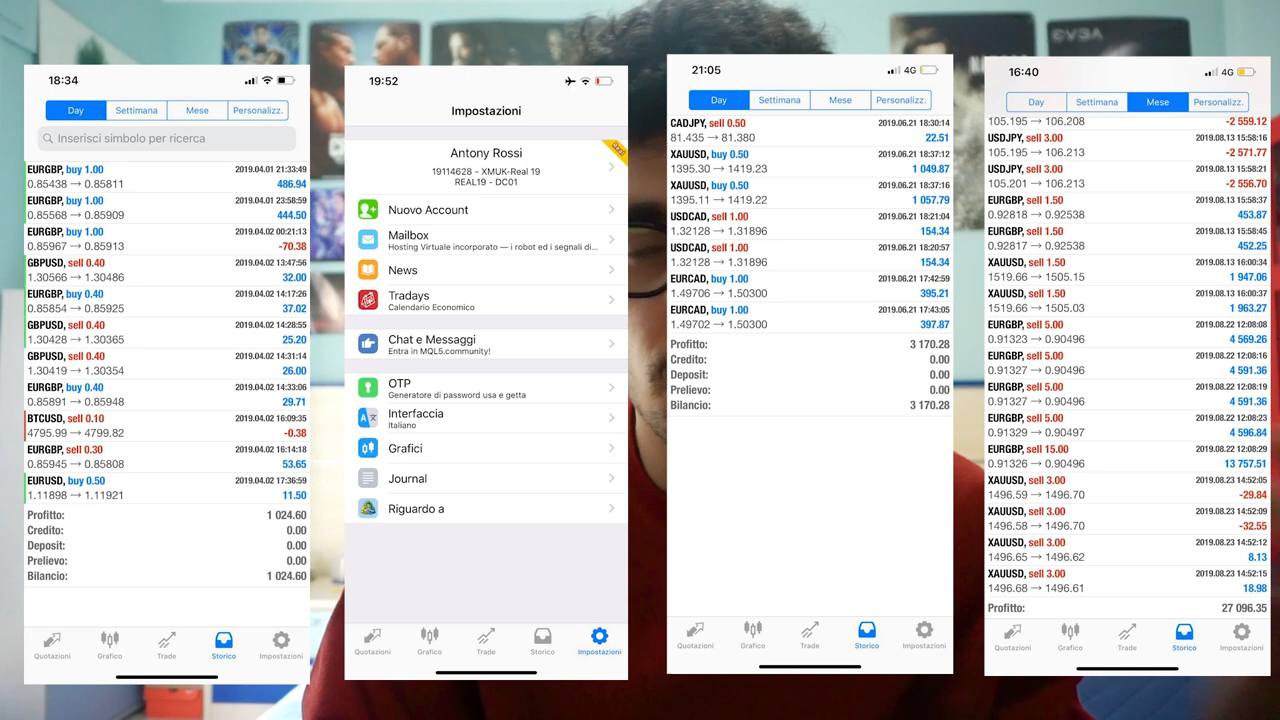 18:34
Day Settimana Mese Personalizz.
Inserisci simbolo per ricerca
EURGBP, buy 1.00 2019.04.01 21:33:49
0.85438 → 0.85811 486.94
EURGBP, buy 1.00 2019.04.01 23:58:59
0.85568 → 0.85909 444.50
EURGBP, buy 1.00 2019.04.02 00:21:13
0.85967 → 0.85913 -70.38
GBPUSD, sell 0.40 2019.04.02 13:47:56
1.30566 → 1.30486 32.00
EURGBP, buy 0.40 2019.04.02 14:17:26
0.85854 → 0.85925 37.02
GBPUSD, sell 0.40 2019.04.02 14:28:55
1.30428 → 1.30365 25.20
GBPUSD, sell 0.40 2019.04.02 14:31:14
1.30419 → 1.30354 26.00
EURGBP, buy 0.40 2019.04.02 14:33:06
0.85891 → 0.85948 29.71
BTCUSD, sell 0.10 2019.04.02 16:09:35
4795.99 → 4799.82 -0.38
EURGBP, sell 0.30 2019.04.02 16:14:18
0.85945 → 0.85808 53.65
EURUSD, buy 0.50 2019.04.02 17:36:59
1.11898 → 1.11921 11.50
Profitto: 1 024.60
Credito: 0.00
Deposit: 0.00
Prelievo: 0.00
Bilancio: 1 024.60
Quotazioni Grafico Trade Storico Impostazioni
19:52
Impostazioni
Antony Rossi
19114628 - XMUK-Real 19
REAL19 - DC01
Nuovo Account
Mailbox
Hosting Virtuale incorporato — i robot ed i segnali di...
News
Tradays
Calendario Economico
Chat e Messaggi
Entra in MQL5.community!
OTP
Generatore di password usa e getta
Interfaccia
Italiano
Grafici
Journal
Riguardo a
Quotazioni Grafico Trade Storico Impostazioni
21:05 4G
Day Settimana Mese Personalizz.
CADJPY, sell 0.50 2019.06.21 18:30:14
81.435 → 81.380 22.51
XAUUSD, buy 0.50 2019.06.21 18:37:12
1395.30 → 1419.23 1 049.87
XAUUSD, buy 0.50 2019.06.21 18:37:16
1395.11 → 1419.22 1 057.79
USDCAD, sell 1.00 2019.06.21 18:21:04
1.32128 → 1.31896 154.34
USDCAD, sell 1.00 2019.06.21 18:20:57
1.32128 → 1.31896 154.34
EURCAD, buy 1.00 2019.06.21 17:42:59
1.49706 → 1.50300 395.21
EURCAD, buy 1.00 2019.06.21 17:43:05
1.49702 → 1.50300 397.87
Profitto: 3 170.28
Credito: 0.00
Deposit: 0.00
Prelievo: 0.00
Bilancio: 3 170.28
Quotazioni Grafico Trade Storico Impostazioni
EVGA
16:40 4G
Day Settimana Mese Personalizz.
105.195 → 106.208 -2 559.12
USDJPY, sell 3.00 2019.08.13 15:58:16
105.195 → 106.213 -2 571.77
USDJPY, sell 3.00 2019.08.13 15:58:21
105.201 → 106.213 -2 556.70
EURGBP, sell 1.50 2019.08.13 15:58:37
0.92818 → 0.92538 453.87
EURGBP, sell 1.50 2019.08.13 15:58:45
0.92817 → 0.92538 452.25
XAUUSD, sell 1.50 2019.08.13 16:00:34
1519.66 → 1505.15 1 947.06
XAUUSD, sell 1.50 2019.08.13 16:00:37
1519.66 → 1505.03 1 963.27
EURGBP, sell 5.00 2019.08.22 12:08:08
0.91323 → 0.90496 4 569.26
EURGBP, sell 5.00 2019.08.22 12:08:16
0.91327 → 0.90496 4 591.36
EURGBP, sell 5.00 2019.08.22 12:08:19
0.91327 → 0.90496 4 591.36
EURGBP, sell 5.00 2019.08.22 12:08:23
0.91329 → 0.90497 4 596.84
EURGBP, sell 15.00 2019.08.22 12:08:29
0.91326 → 0.90496 13 757.51
XAUUSD, sell 3.00 2019.08.23 14:52:05
1496.59 → 1496.70 -29.84
XAUUSD, sell 3.00 2019.08.23 14:52:09
1496.58 → 1496.70 -32.55
XAUUSD, sell 3.00 2019.08.23 14:52:12
1496.65 → 1496.62 8.13
XAUUSD, sell 3.00 2019.08.23 14:52:15
1496.68 → 1496.61 18.98
Profitto: 27 096.35
Quotazioni Grafico Trade Storico Impostazioni